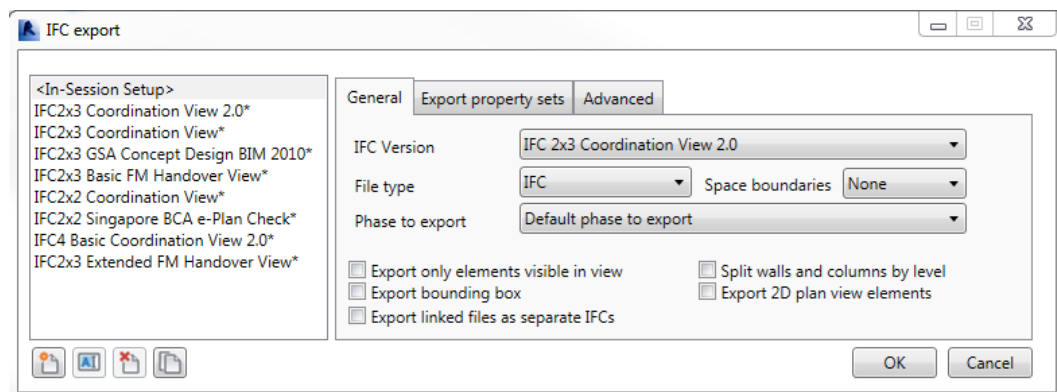 IFC export
<In-Session Setup>
IFC2x3 Coordination View 2.0*
IFC2x3 Coordination View*
IFC2x3 GSA Concept Design BIM 2010*
IFC2x3 Basic FM Handover View*
IFC2x2 Coordination View*
IFC2x2 Singapore BCA e-Plan Check*
IFC4 Basic Coordination View 2.0*
IFC2x3 Extended FM Handover View*
General Export property sets Advanced
IFC Version IFC 2x3 Coordination View 2.0
File type IFC Space boundaries None
Phase to export Default phase to export
Export only elements visible in view Split walls and columns by level
Export bounding box Export 2D plan view elements
Export linked files as separate IFCs
AI
OK Cancel